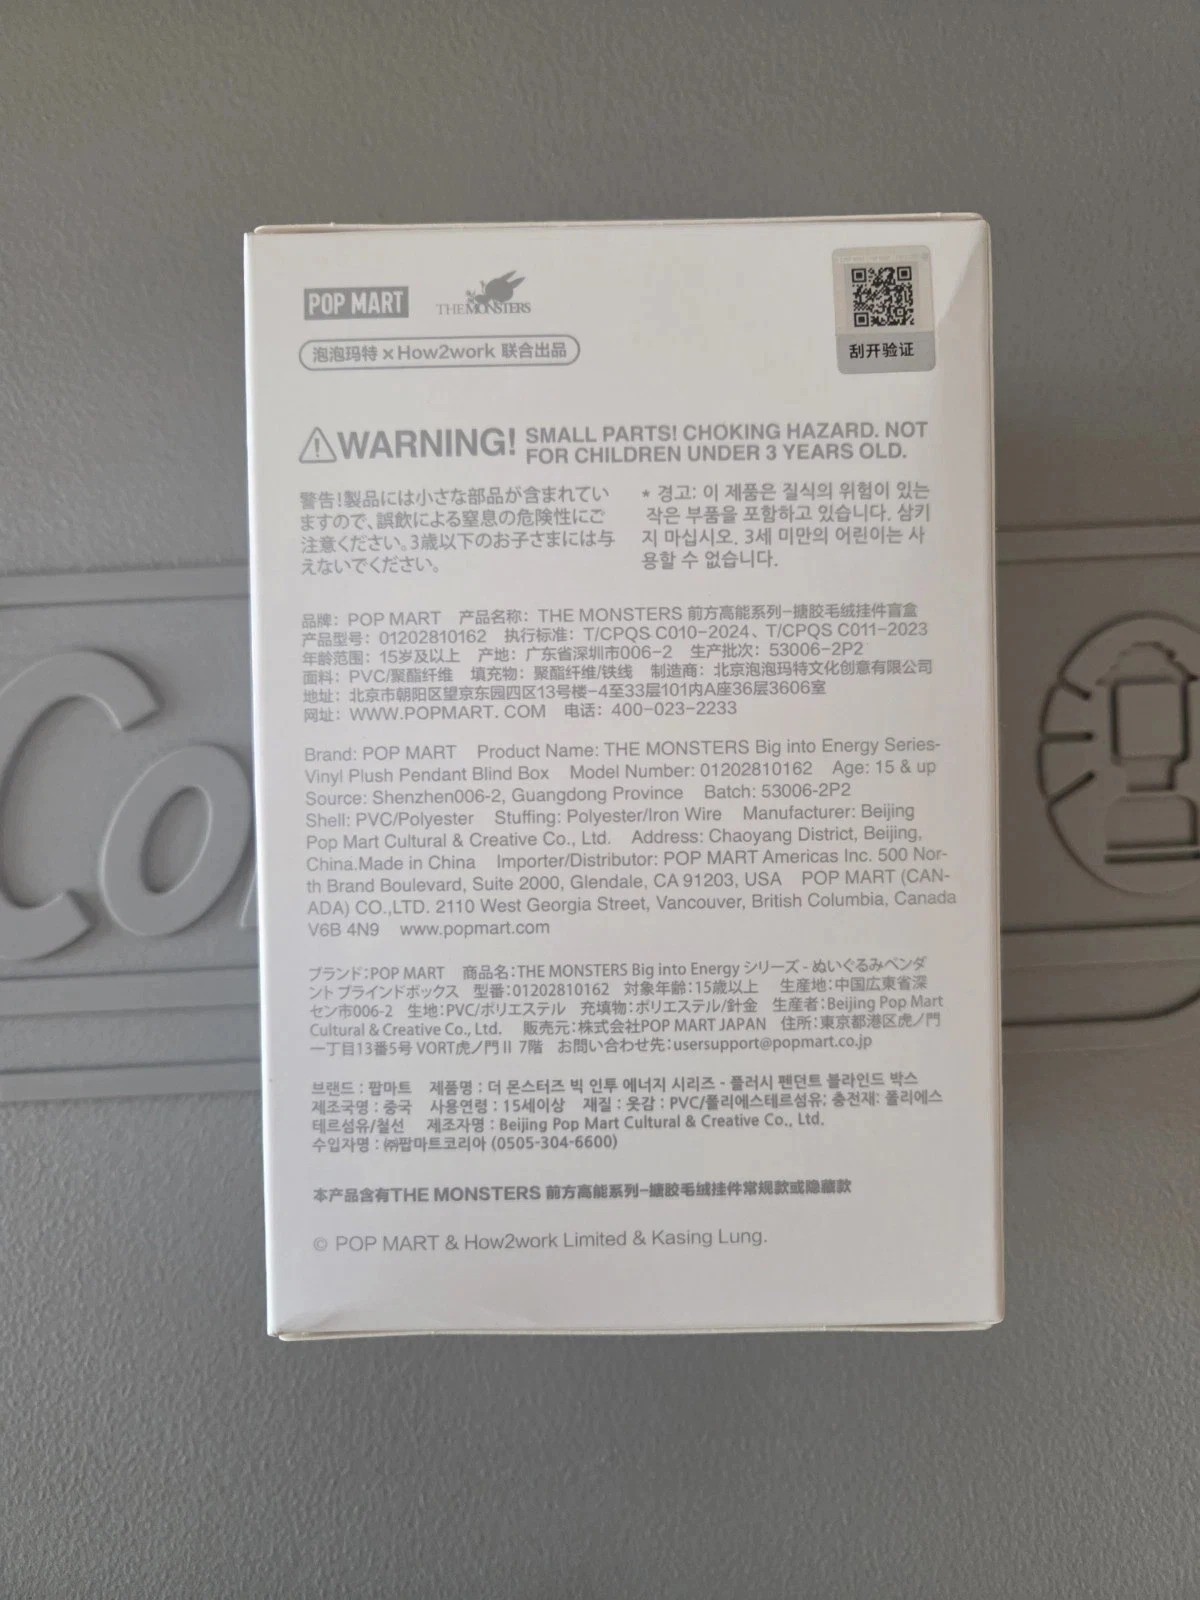 POP MART
THE MONSTERS
泡泡玛特 × How2work 联合出品
刮开验证
WARNING! SMALL PARTS! CHOKING HAZARD. NOT
FOR CHILDREN UNDER 3 YEARS OLD.
警告!製品には小さな部品が含まれてい
ますので、誤飲による窒息の危険性にご
注意ください。3歳以下のお子さまには与
えないでください。
* 경고: 이 제품은 질식의 위험이 있는
작은 부품을 포함하고 있습니다. 삼키
지 마십시오. 3세 미만의 어린이는 사
용할 수 없습니다.
品牌: POP MART 产品名称: THE MONSTERS 前方高能系列-搪胶毛绒挂件盲盒
产品型号: 01202810162 执行标准: T/CPQS C010-2024、T/CPQS C011-2023
年龄范围: 15岁及以上 产地: 广东省深圳市006-2 生产批次: 53006-2P2
面料: PVC/聚酯纤维 填充物: 聚酯纤维/铁线 制造商: 北京泡泡玛特文化创意有限公司
地址: 北京市朝阳区望京东园四区13号楼-4至33层101内A座36层3606室
网址: WWW.POPMART. COM 电话: 400-023-2233
Brand: POP MART Product Name: THE MONSTERS Big into Energy Series-
Vinyl Plush Pendant Blind Box Model Number: 01202810162 Age: 15 & up
Source: Shenzhen006-2, Guangdong Province Batch: 53006-2P2
Shell: PVC/Polyester Stuffing: Polyester/Iron Wire Manufacturer: Beijing
Pop Mart Cultural & Creative Co., Ltd. Address: Chaoyang District, Beijing,
China.Made in China Importer/Distributor: POP MART Americas Inc. 500 Nor-
th Brand Boulevard, Suite 2000, Glendale, CA 91203, USA POP MART (CAN-
ADA) CO.,LTD. 2110 West Georgia Street, Vancouver, British Columbia, Canada
V6B 4N9 www.popmart.com
ブランド:POP MART 商品名:THE MONSTERS Big into Energy シリーズ - ぬいぐるみペンダ
ント ブラインドボックス 型番:01202810162 対象年齢:15歳以上 生産地:中国広東省深
セン市006-2 生地:PVC/ポリエステル 充填物:ポリエステル/針金 生産者:Beijing Pop Mart
Cultural & Creative Co., Ltd. 販売元:株式会社POP MART JAPAN 住所:東京都港区虎ノ門
一丁目13番5号 VORT虎ノ門Ⅱ 7階 お問い合わせ先:usersupport@popmart.co.jp
브랜드 : 팝마트 제품명 : 더 몬스터즈 빅 인투 에너지 시리즈 - 플러시 펜던트 블라인드 박스
제조국명 : 중국 사용연령 : 15세이상 재질 : 옷감 : PVC/폴리에스테르섬유; 충전재: 폴리에스
테르섬유/철선 제조자명 : Beijing Pop Mart Cultural & Creative Co., Ltd.
수입자명 : ㈜팝마트코리아 (0505-304-6600)
本产品含有THE MONSTERS 前方高能系列-搪胶毛绒挂件常规款或隐藏款
© POP MART & How2work Limited & Kasing Lung.
Co